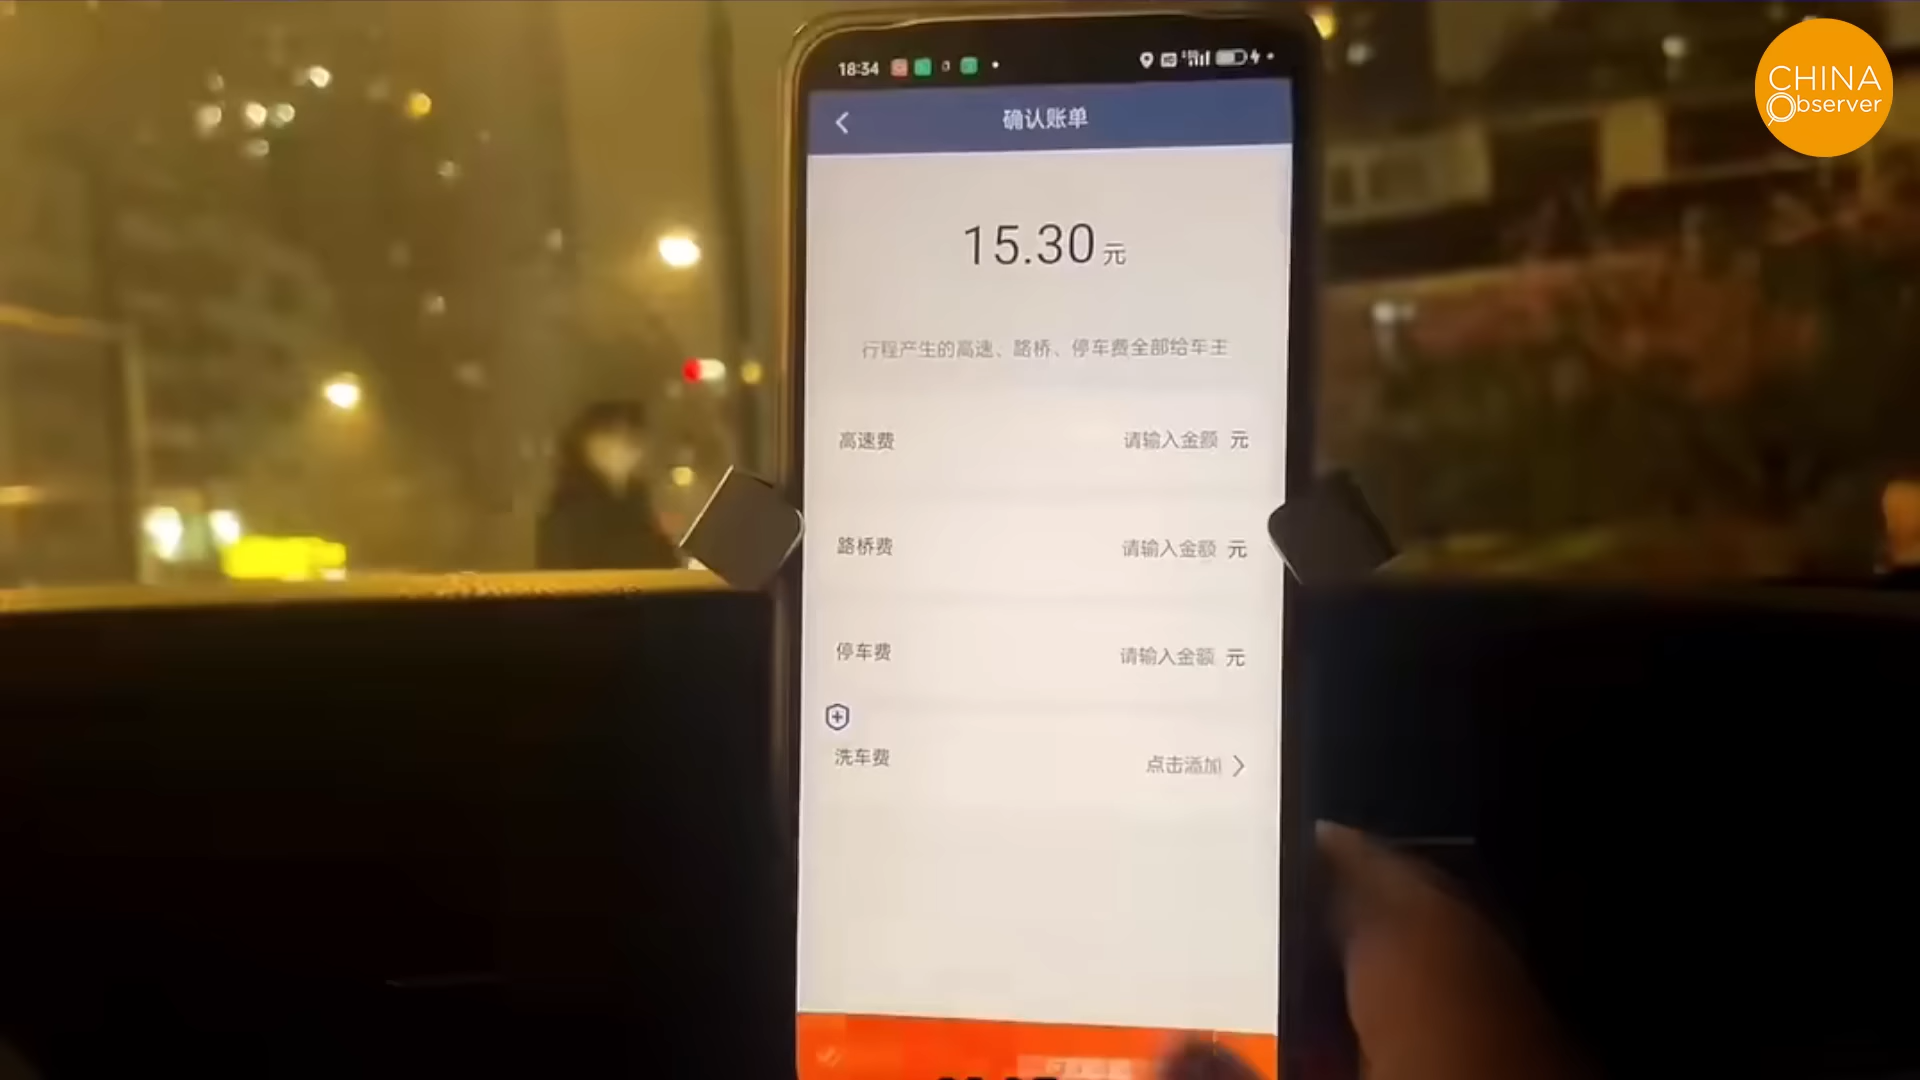 CHINA
Observer
18:34
确认账单
15.30元
行程产生的高速、路桥、停车费全部给车主
高速费 请输入金额 元
路桥费 请输入金额 元
停车费 请输入金额 元
洗车费 点击添加